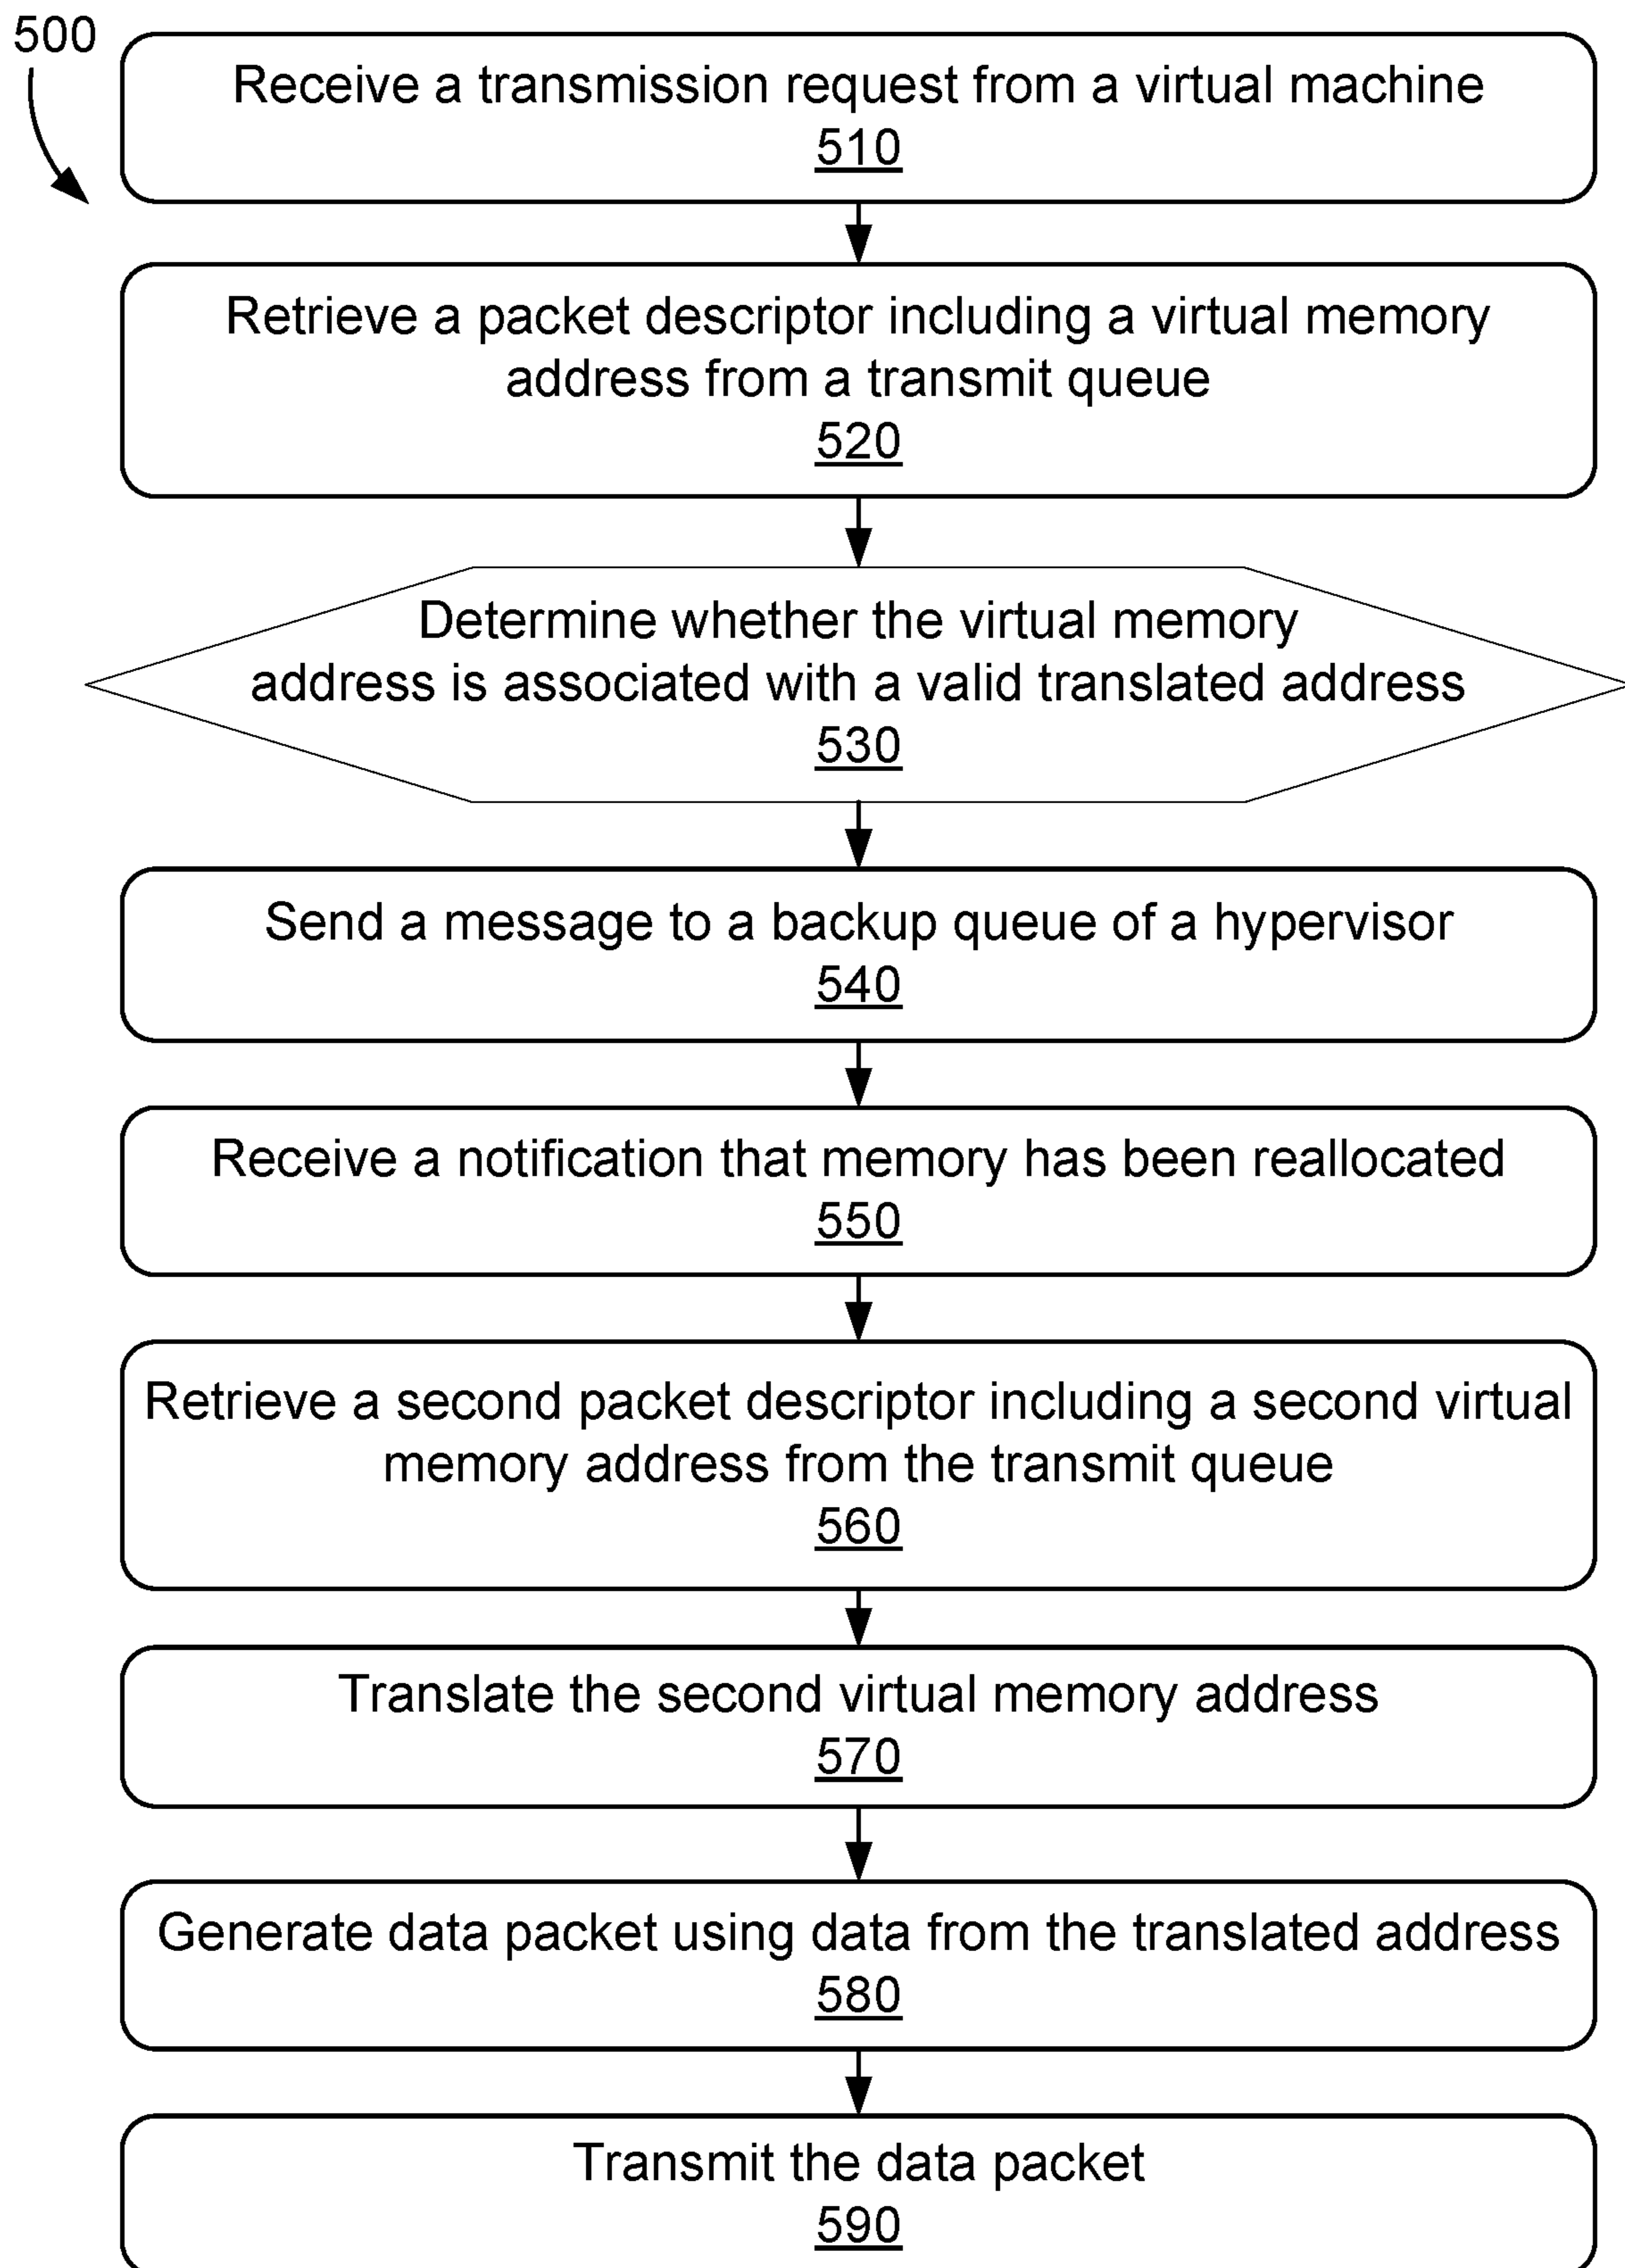 500
Receive a transmission request from a virtual machine
510
Retrieve a packet descriptor including a virtual memory
address from a transmit queue
520
Determine whether the virtual memory
address is associated with a valid translated address
530
Send a message to a backup queue of a hypervisor
540
Receive a notification that memory has been reallocated
550
Retrieve a second packet descriptor including a second virtual
memory address from the transmit queue
560
Translate the second virtual memory address
570
Generate data packet using data from the translated address
580
Transmit the data packet
590